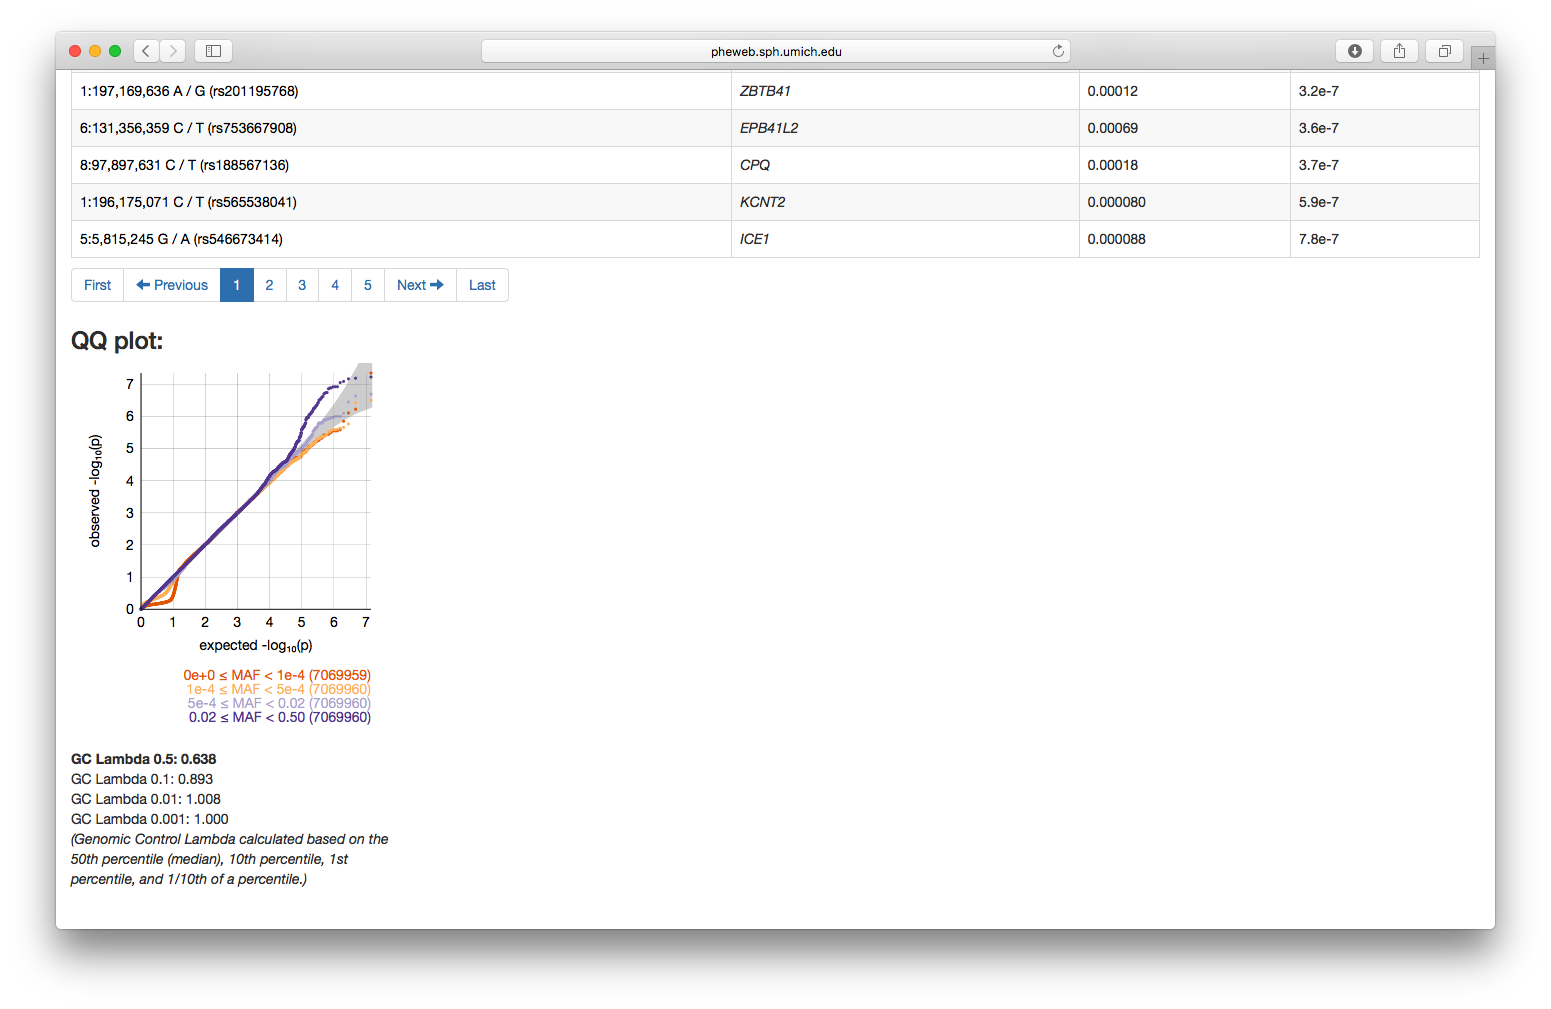 pheweb.sph.umich.edu
1:197,169,636 A / G (rs201195768) ZBTB41 0.00012 3.2e-7
6:131,356,359 C / T (rs753667908) EPB41L2 0.00069 3.6e-7
8:97,897,631 C / T (rs188567136) CPQ 0.00018 3.7e-7
1:196,175,071 C / T (rs565538041) KCNT2 0.000080 5.9e-7
5:5,815,245 G / A (rs546673414) ICE1 0.000088 7.8e-7
First Previous 1 2 3 4 5 Next Last
QQ plot:
7
6
5
4
3
2
1
0
observed -log₁₀(p)
0 1 2 3 4 5 6 7
expected -log₁₀(p)
0e+0 ≤ MAF < 1e-4 (7069959)
1e-4 ≤ MAF < 5e-4 (7069960)
5e-4 ≤ MAF < 0.02 (7069960)
0.02 ≤ MAF < 0.50 (7069960)
GC Lambda 0.5: 0.638
GC Lambda 0.1: 0.893
GC Lambda 0.01: 1.008
GC Lambda 0.001: 1.000
(Genomic Control Lambda calculated based on the
50th percentile (median), 10th percentile, 1st
percentile, and 1/10th of a percentile.)